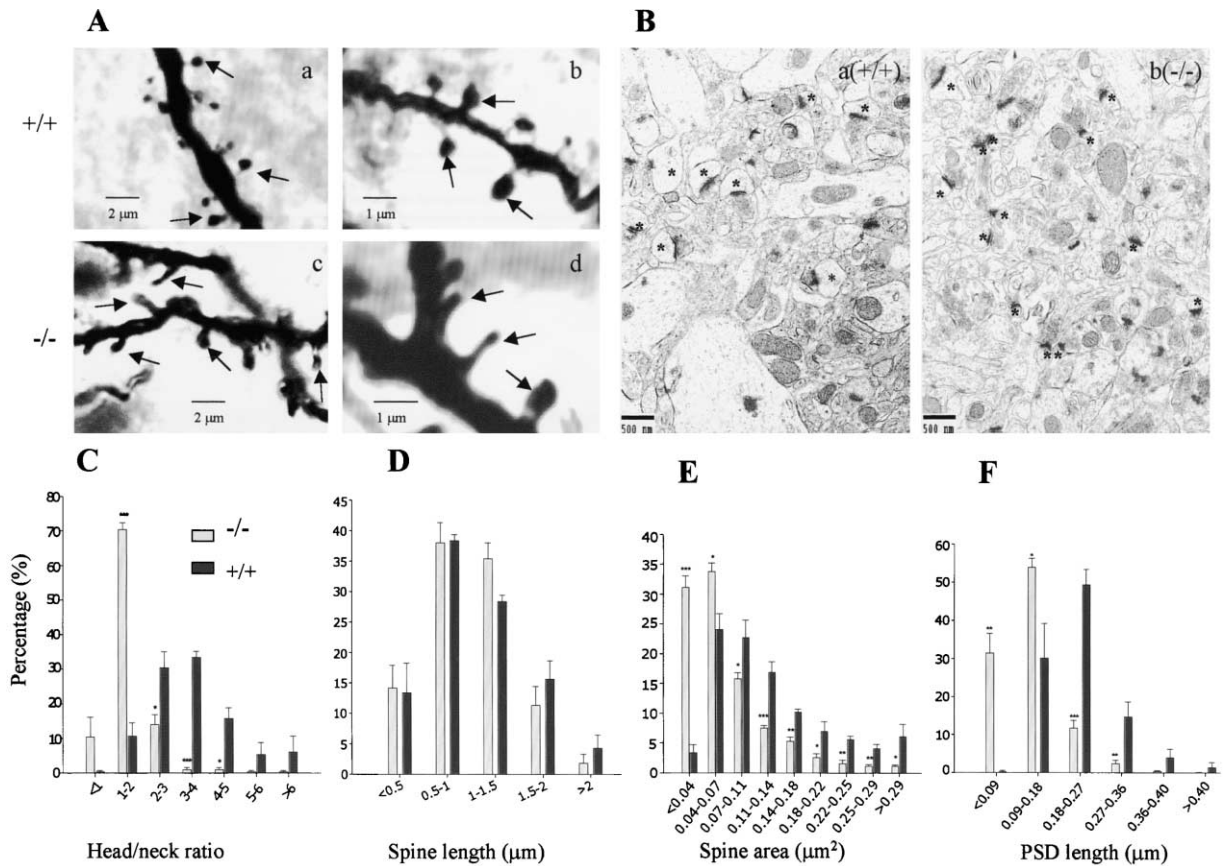 A
B
+/+
-/-
a
2 µm
b
1 µm
c
2 µm
d
1 µm
a(+/+)
* * * * * * * *
500 nm
b(-/-)
* * * * * * * * * * * *
500 nm
C
D
E
F
Percentage (%)
80
70
60
50
40
30
20
10
0
***
*
***
*
-/-
+/+
<1 1-2 2-3 3-4 4-5 5-6 >6
Head/neck ratio
45
40
35
30
25
20
15
10
5
0
<0.5 0.5-1 1-1.5 1.5-2 >2
Spine length (µm)
40
35
30
25
20
15
10
5
0
*** * * *** ** * ** ** *
<0.04 0.04-0.07 0.07-0.11 0.11-0.14 0.14-0.18 0.18-0.22 0.22-0.25 0.25-0.29 >0.29
Spine area (µm²)
60
50
40
30
20
10
0
** * *** **
<0.09 0.09-0.18 0.18-0.27 0.27-0.36 0.36-0.40 >0.40
PSD length (µm)